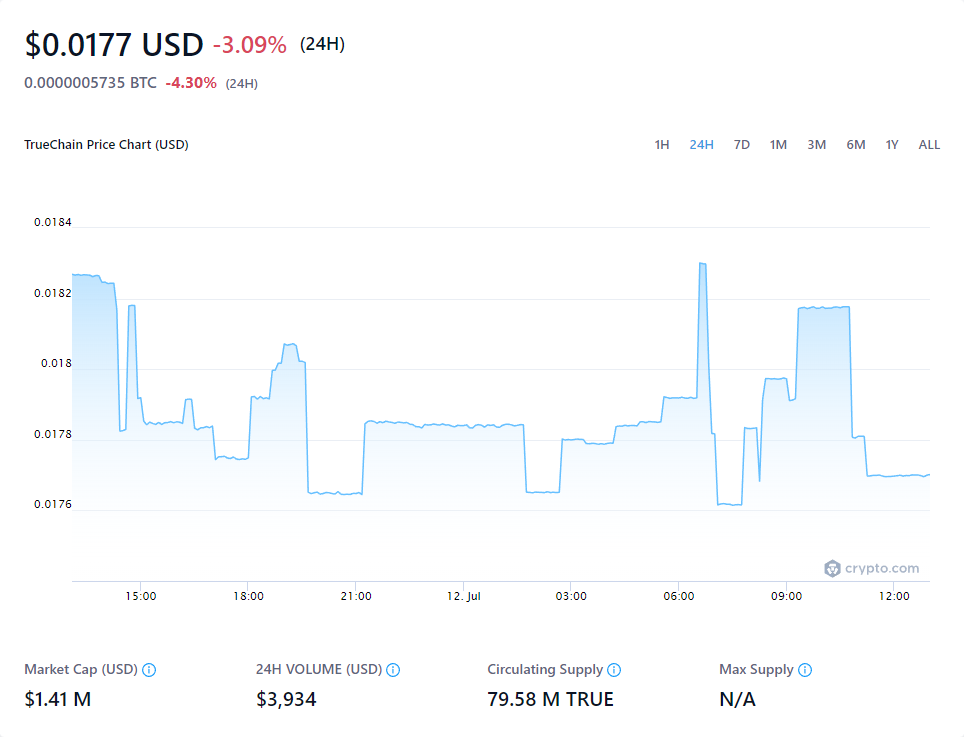 $0.0177 USD -3.09% (24H)
0.0000005735 BTC -4.30% (24H)
TrueChain Price Chart (USD) 1H 24H 7D 1M 3M 6M 1Y ALL
0.0184
0.0182
0.018
0.0178
0.0176
crypto.com
15:00 18:00 21:00 12. Jul 03:00 06:00 09:00 12:00
Market Cap (USD) 24H VOLUME (USD) Circulating Supply Max Supply
$1.41 M $3,934 79.58 M TRUE N/A